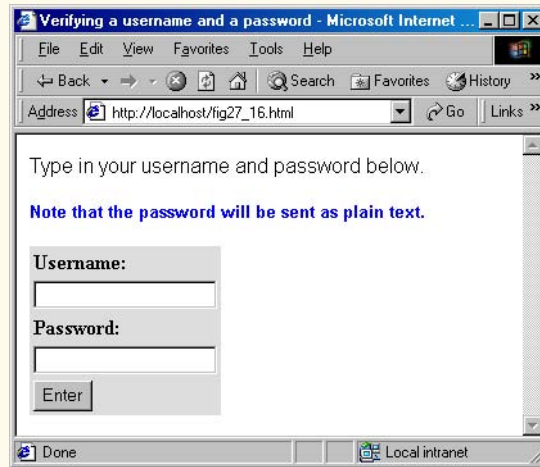 Verifying a username and a password - Microsoft Internet ...
File Edit View Favorites Tools Help
Back Search Favorites History »
Address http://localhost/fig27_16.html Go Links »
Type in your username and password below.
Note that the password will be sent as plain text.
Username:
Password:
Enter
Done Local intranet